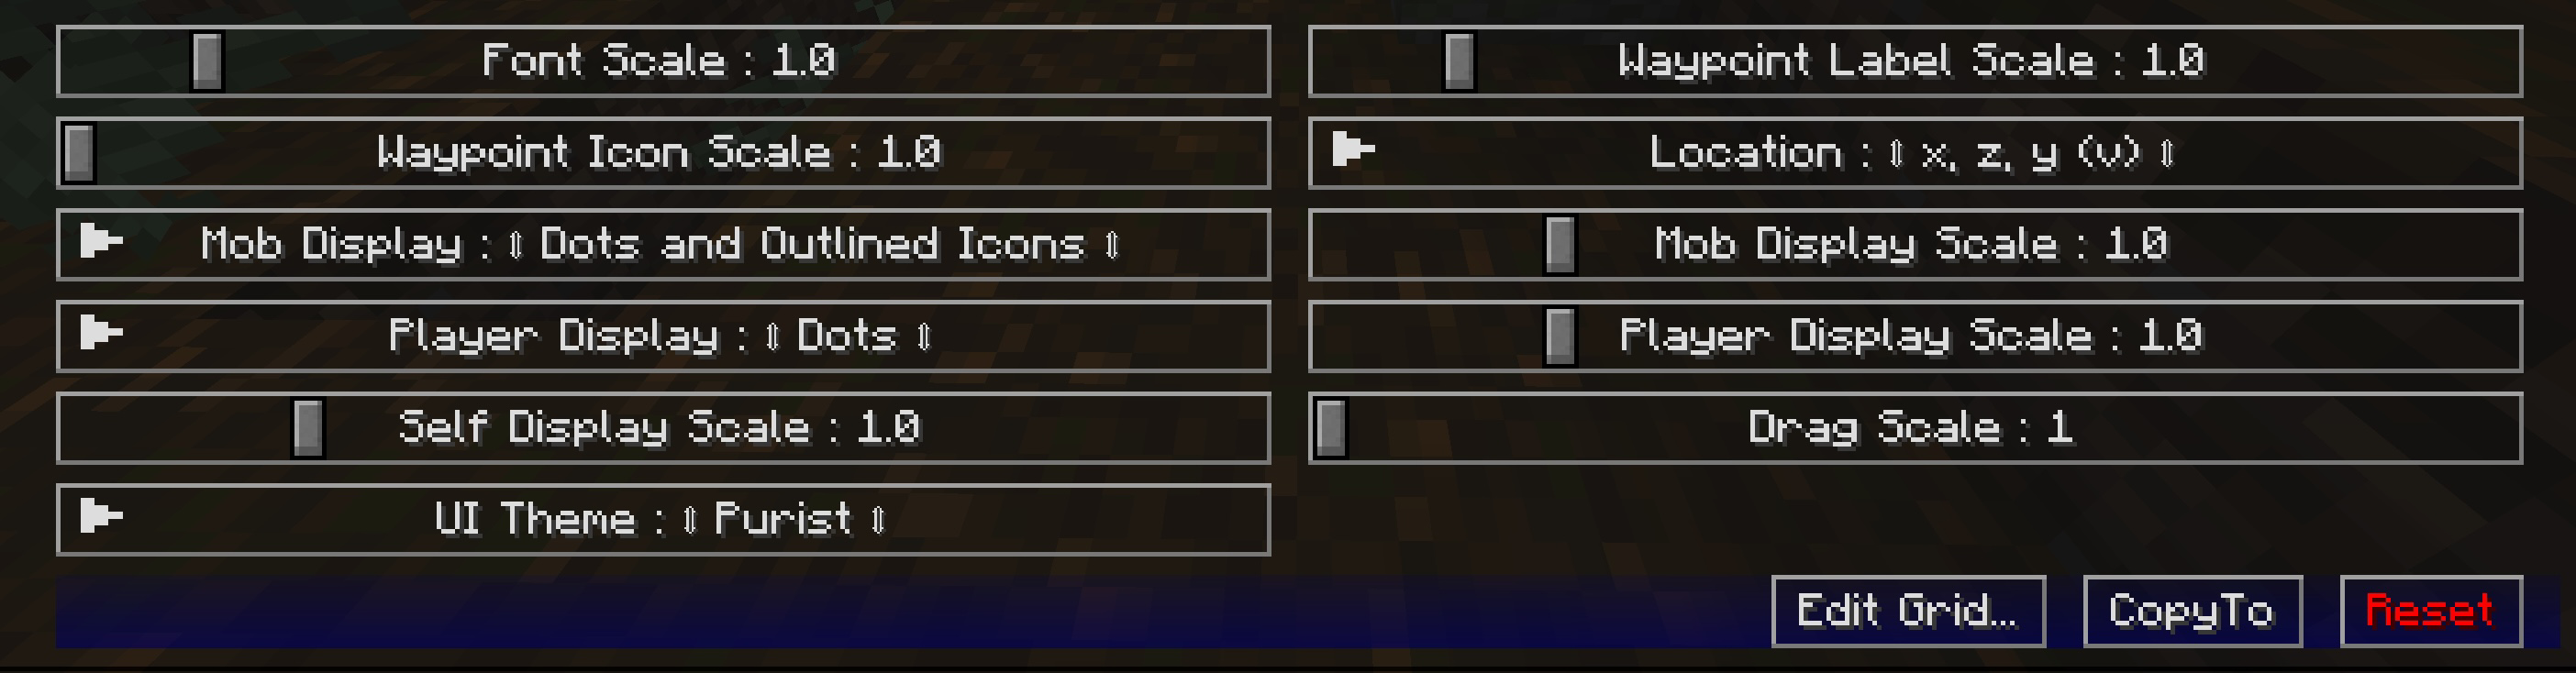 Font Scale : 1.0
Waypoint Label Scale : 1.0
Waypoint Icon Scale : 1.0
Location : ⇕ x, z, y (v) ⇕
Mob Display : ⇕ Dots and Outlined Icons ⇕
Mob Display Scale : 1.0
Player Display : ⇕ Dots ⇕
Player Display Scale : 1.0
Self Display Scale : 1.0
Drag Scale : 1
UI Theme : ⇕ Purist ⇕
Edit Grid...
CopyTo
Reset